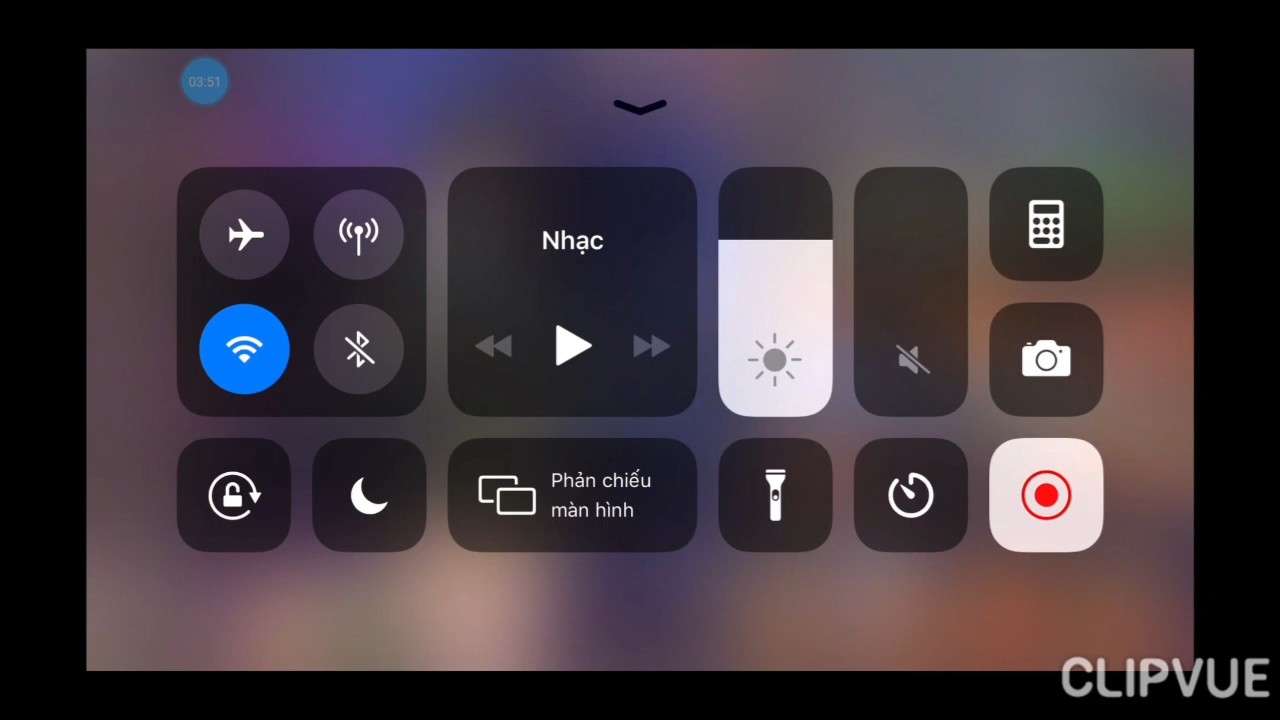 03:51
Nhạc
Phản chiếu
màn hình
CLIPVUE